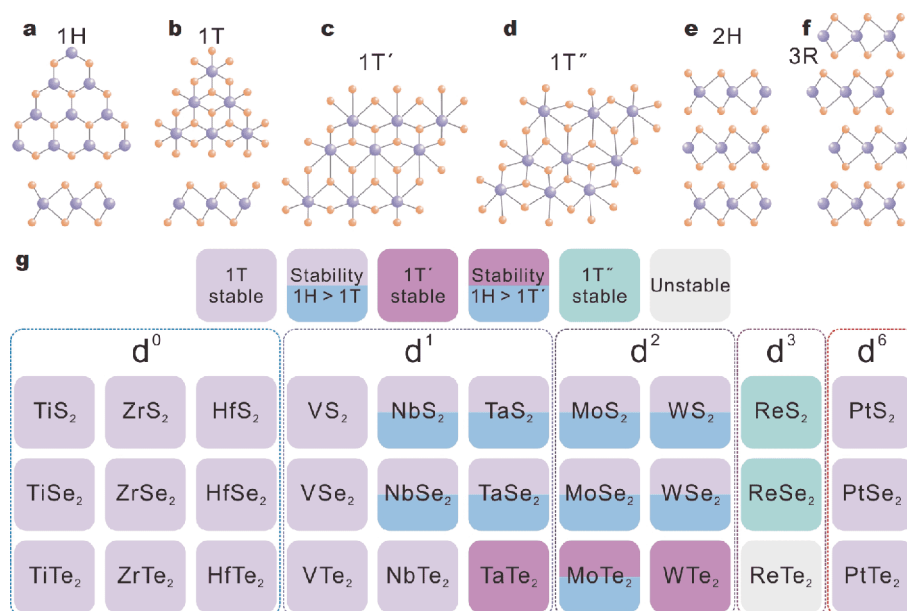 a 1H b 1T c 1T′ d 1T″ e 2H f 3R
g
1T stable
Stability 1H > 1T
1T′ stable
Stability 1H > 1T′
1T″ stable
Unstable
d⁰ d¹ d² d³ d⁶
TiS₂ ZrS₂ HfS₂ VS₂ NbS₂ TaS₂ MoS₂ WS₂ ReS₂ PtS₂
TiSe₂ ZrSe₂ HfSe₂ VSe₂ NbSe₂ TaSe₂ MoSe₂ WSe₂ ReSe₂ PtSe₂
TiTe₂ ZrTe₂ HfTe₂ VTe₂ NbTe₂ TaTe₂ MoTe₂ WTe₂ ReTe₂ PtTe₂